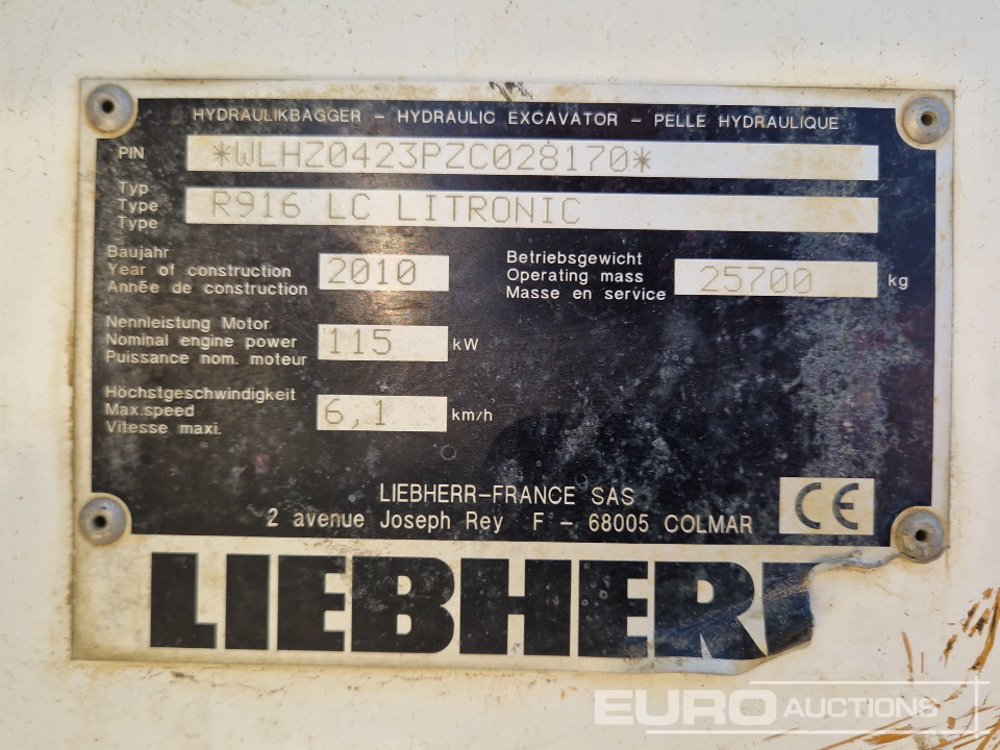 HYDRAULIKBAGGER - HYDRAULIC EXCAVATOR - PELLE HYDRAULIQUE
PIN *WLHZ0423PZC028170*
Typ
Type R916 LC LITRONIC
Type
Baujahr
Year of construction 2010
Année de construction
Betriebsgewicht
Operating mass 25700 kg
Masse en service
Nennleistung Motor
Nominal engine power 115 kW
Puissance nom. moteur
Höchstgeschwindigkeit
Max.speed 6,1 km/h
Vitesse maxi.
LIEBHERR-FRANCE SAS
2 avenue Joseph Rey F - 68005 COLMAR
CE
LIEBHERR
EURO AUCTIONS